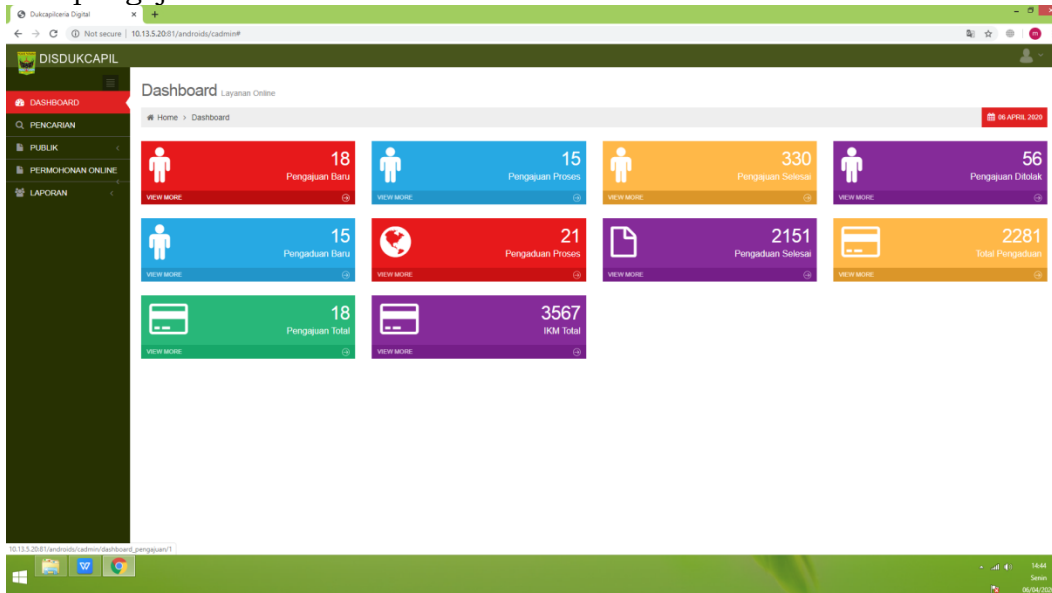 Dukcapilceria Digital
Not secure | 10.13.5.20:81/androids/cadmin#
DISDUKCAPIL
Dashboard Layanan Online
Home > Dashboard
06 APRIL 2020
DASHBOARD
PENCARIAN
PUBLIK
PERMOHONAN ONLINE
LAPORAN
18
Pengajuan Baru
VIEW MORE
15
Pengajuan Proses
VIEW MORE
330
Pengajuan Selesai
VIEW MORE
56
Pengajuan Ditolak
VIEW MORE
15
Pengaduan Baru
VIEW MORE
21
Pengaduan Proses
VIEW MORE
2151
Pengaduan Selesai
VIEW MORE
2281
Total Pengaduan
VIEW MORE
18
Pengajuan Total
VIEW MORE
3567
IKM Total
VIEW MORE
10.13.5.20:81/androids/cadmin/dashboard_pengajuan/1
14:44
Senin